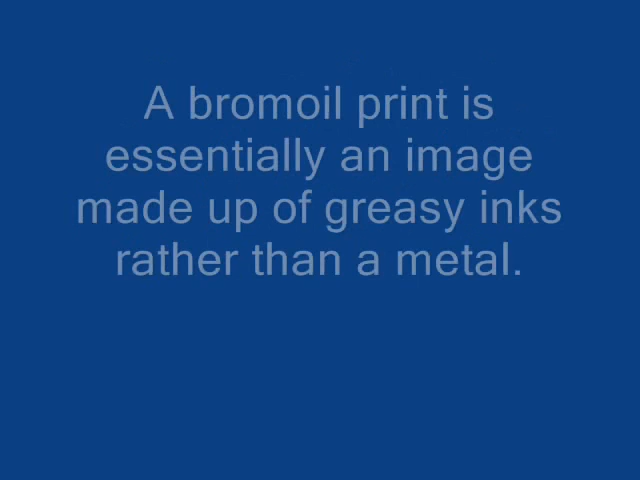 A bromoil print is
essentially an image
made up of greasy inks
rather than a metal.